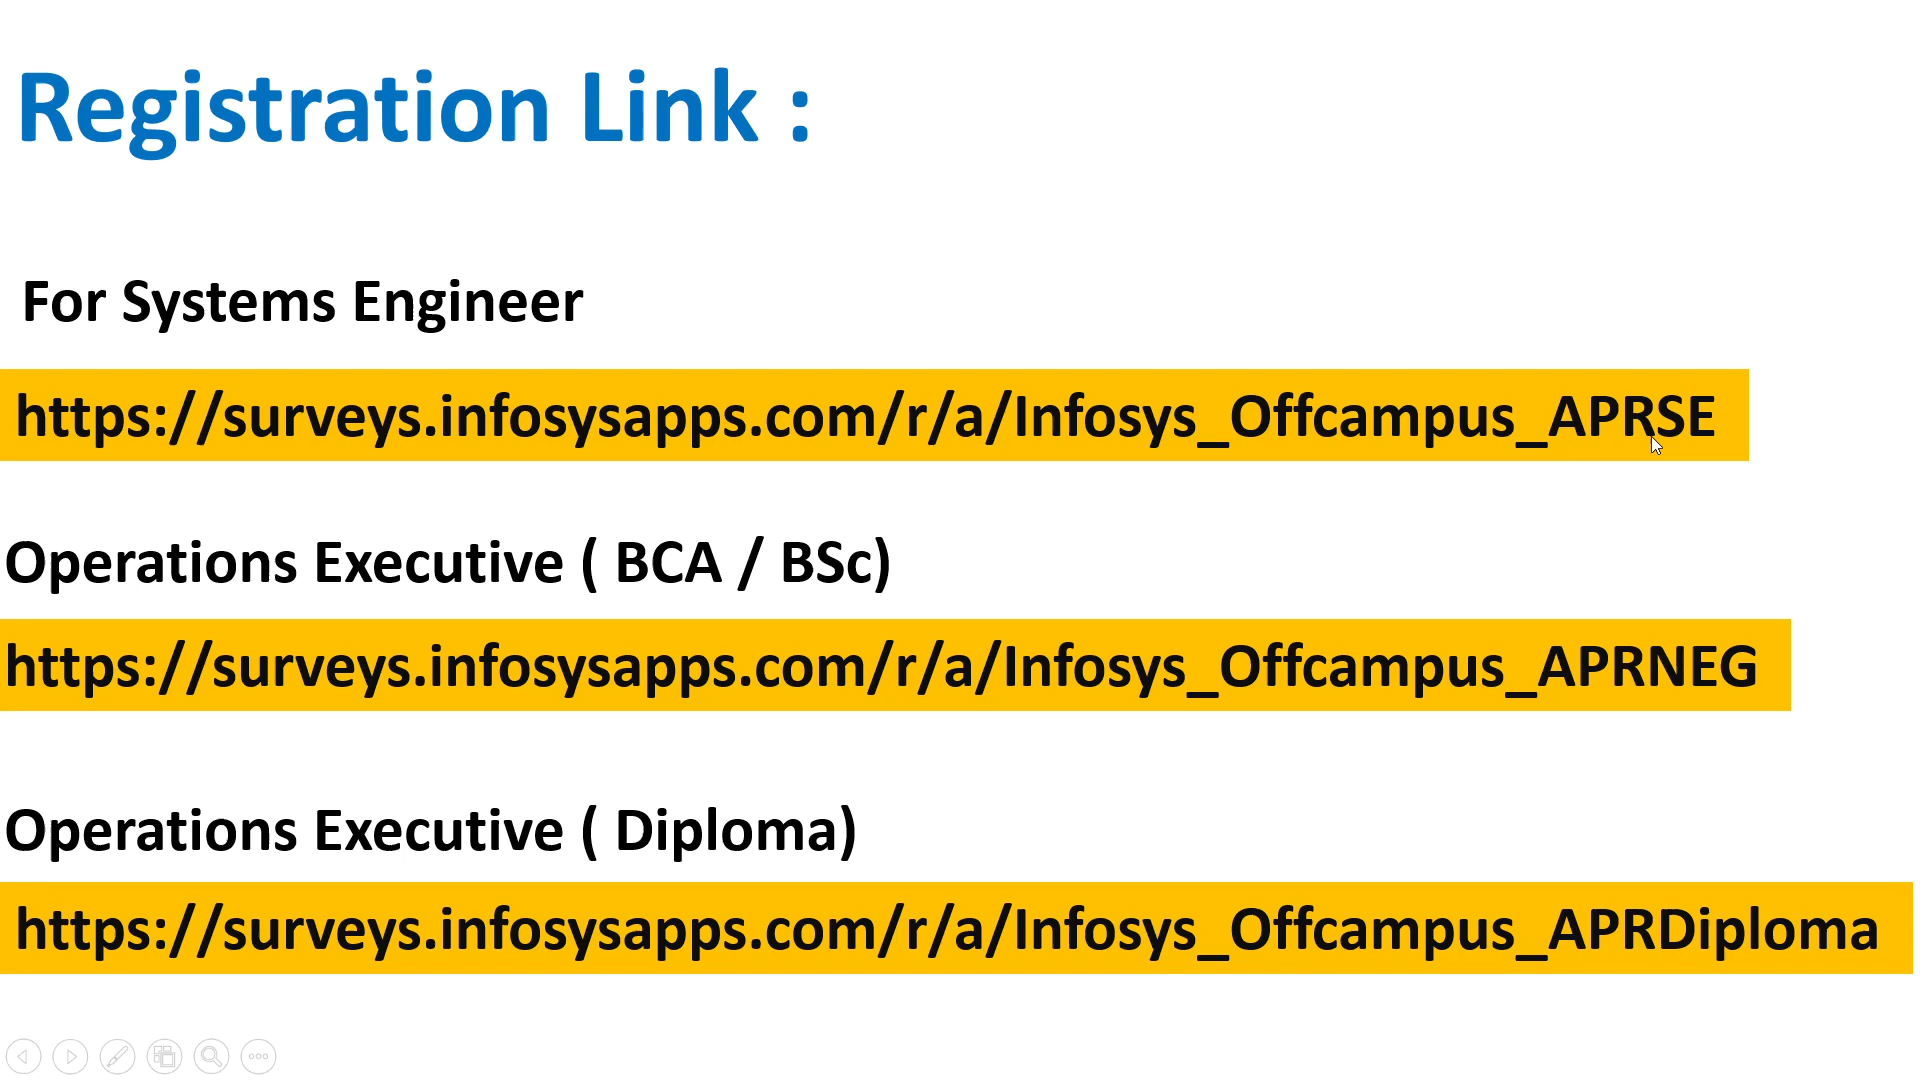 Registration Link :
For Systems Engineer
https://surveys.infosysapps.com/r/a/Infosys_Offcampus_APRSE
Operations Executive ( BCA / BSc)
https://surveys.infosysapps.com/r/a/Infosys_Offcampus_APRNEG
Operations Executive ( Diploma)
https://surveys.infosysapps.com/r/a/Infosys_Offcampus_APRDiploma